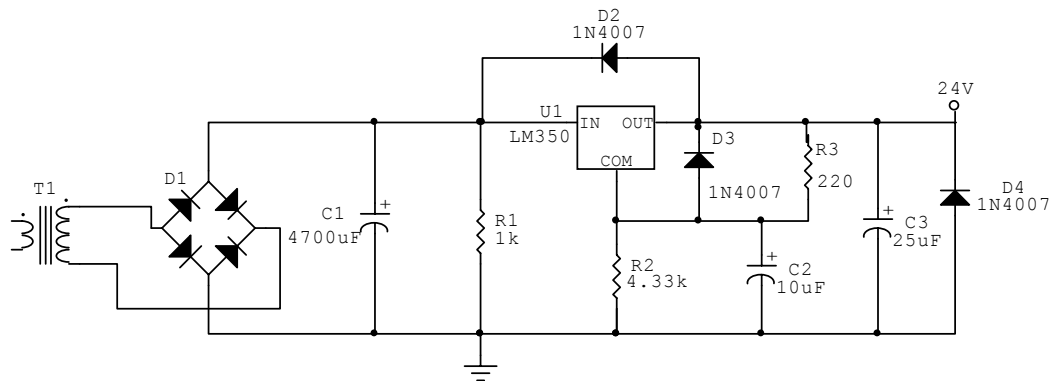 D2
1N4007
24V
U1
LM350
IN
OUT
COM
D3
1N4007
R3
220
T1
D1
C1
4700uF
+
R1
1k
R2
4.33k
+
C2
10uF
+
C3
25uF
D4
1N4007